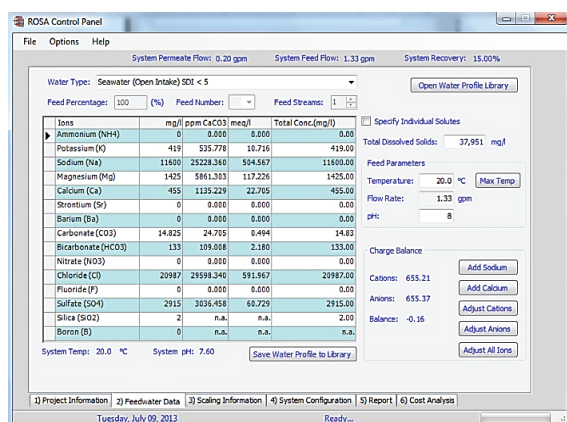 ROSA Control Panel
File Options Help
System Permeate Flow: 0.20 gpm System Feed Flow: 1.33 gpm System Recovery: 15.00%
Water Type: Seawater (Open Intake) SDI < 5
Open Water Profile Library
Feed Percentage: 100 (%) Feed Number: Feed Streams: 1
Specify Individual Solutes
Ions mg/l ppm CaCO3 meq/l Total Conc.(mg/l)
Ammonium (NH4) 0 0.000 0.000 0.00
Potassium (K) 419 535.778 10.716 419.00
Sodium (Na) 11600 25228.360 504.567 11600.00
Magnesium (Mg) 1425 5861.303 117.226 1425.00
Calcium (Ca) 455 1135.229 22.705 455.00
Strontium (Sr) 0 0.000 0.000 0.00
Barium (Ba) 0 0.000 0.000 0.00
Carbonate (CO3) 14.825 24.705 0.494 14.83
Bicarbonate (HCO3) 133 109.008 2.180 133.00
Nitrate (NO3) 0 0.000 0.000 0.00
Chloride (Cl) 20987 29598.340 591.967 20987.00
Fluoride (F) 0 0.000 0.000 0.00
Sulfate (SO4) 2915 3036.458 60.729 2915.00
Silica (SiO2) 2 n.a. n.a. 2.00
Boron (B) 0 n.a. n.a. n.a.
Total Dissolved Solids: 37,951 mg/l
Feed Parameters
Temperature: 20.0 ºC Max Temp
Flow Rate: 1.33 gpm
pH: 8
Charge Balance
Add Sodium
Cations: 655.21
Add Calcium
Anions: 655.37
Adjust Cations
Balance: -0.16
Adjust Anions
Adjust All Ions
System Temp: 20.0 ºC System pH: 7.60 Save Water Profile to Library
1) Project Information 2) Feedwater Data 3) Scaling Information 4) System Configuration 5) Report 6) Cost Analysis
Tuesday, July 09, 2013 Ready...